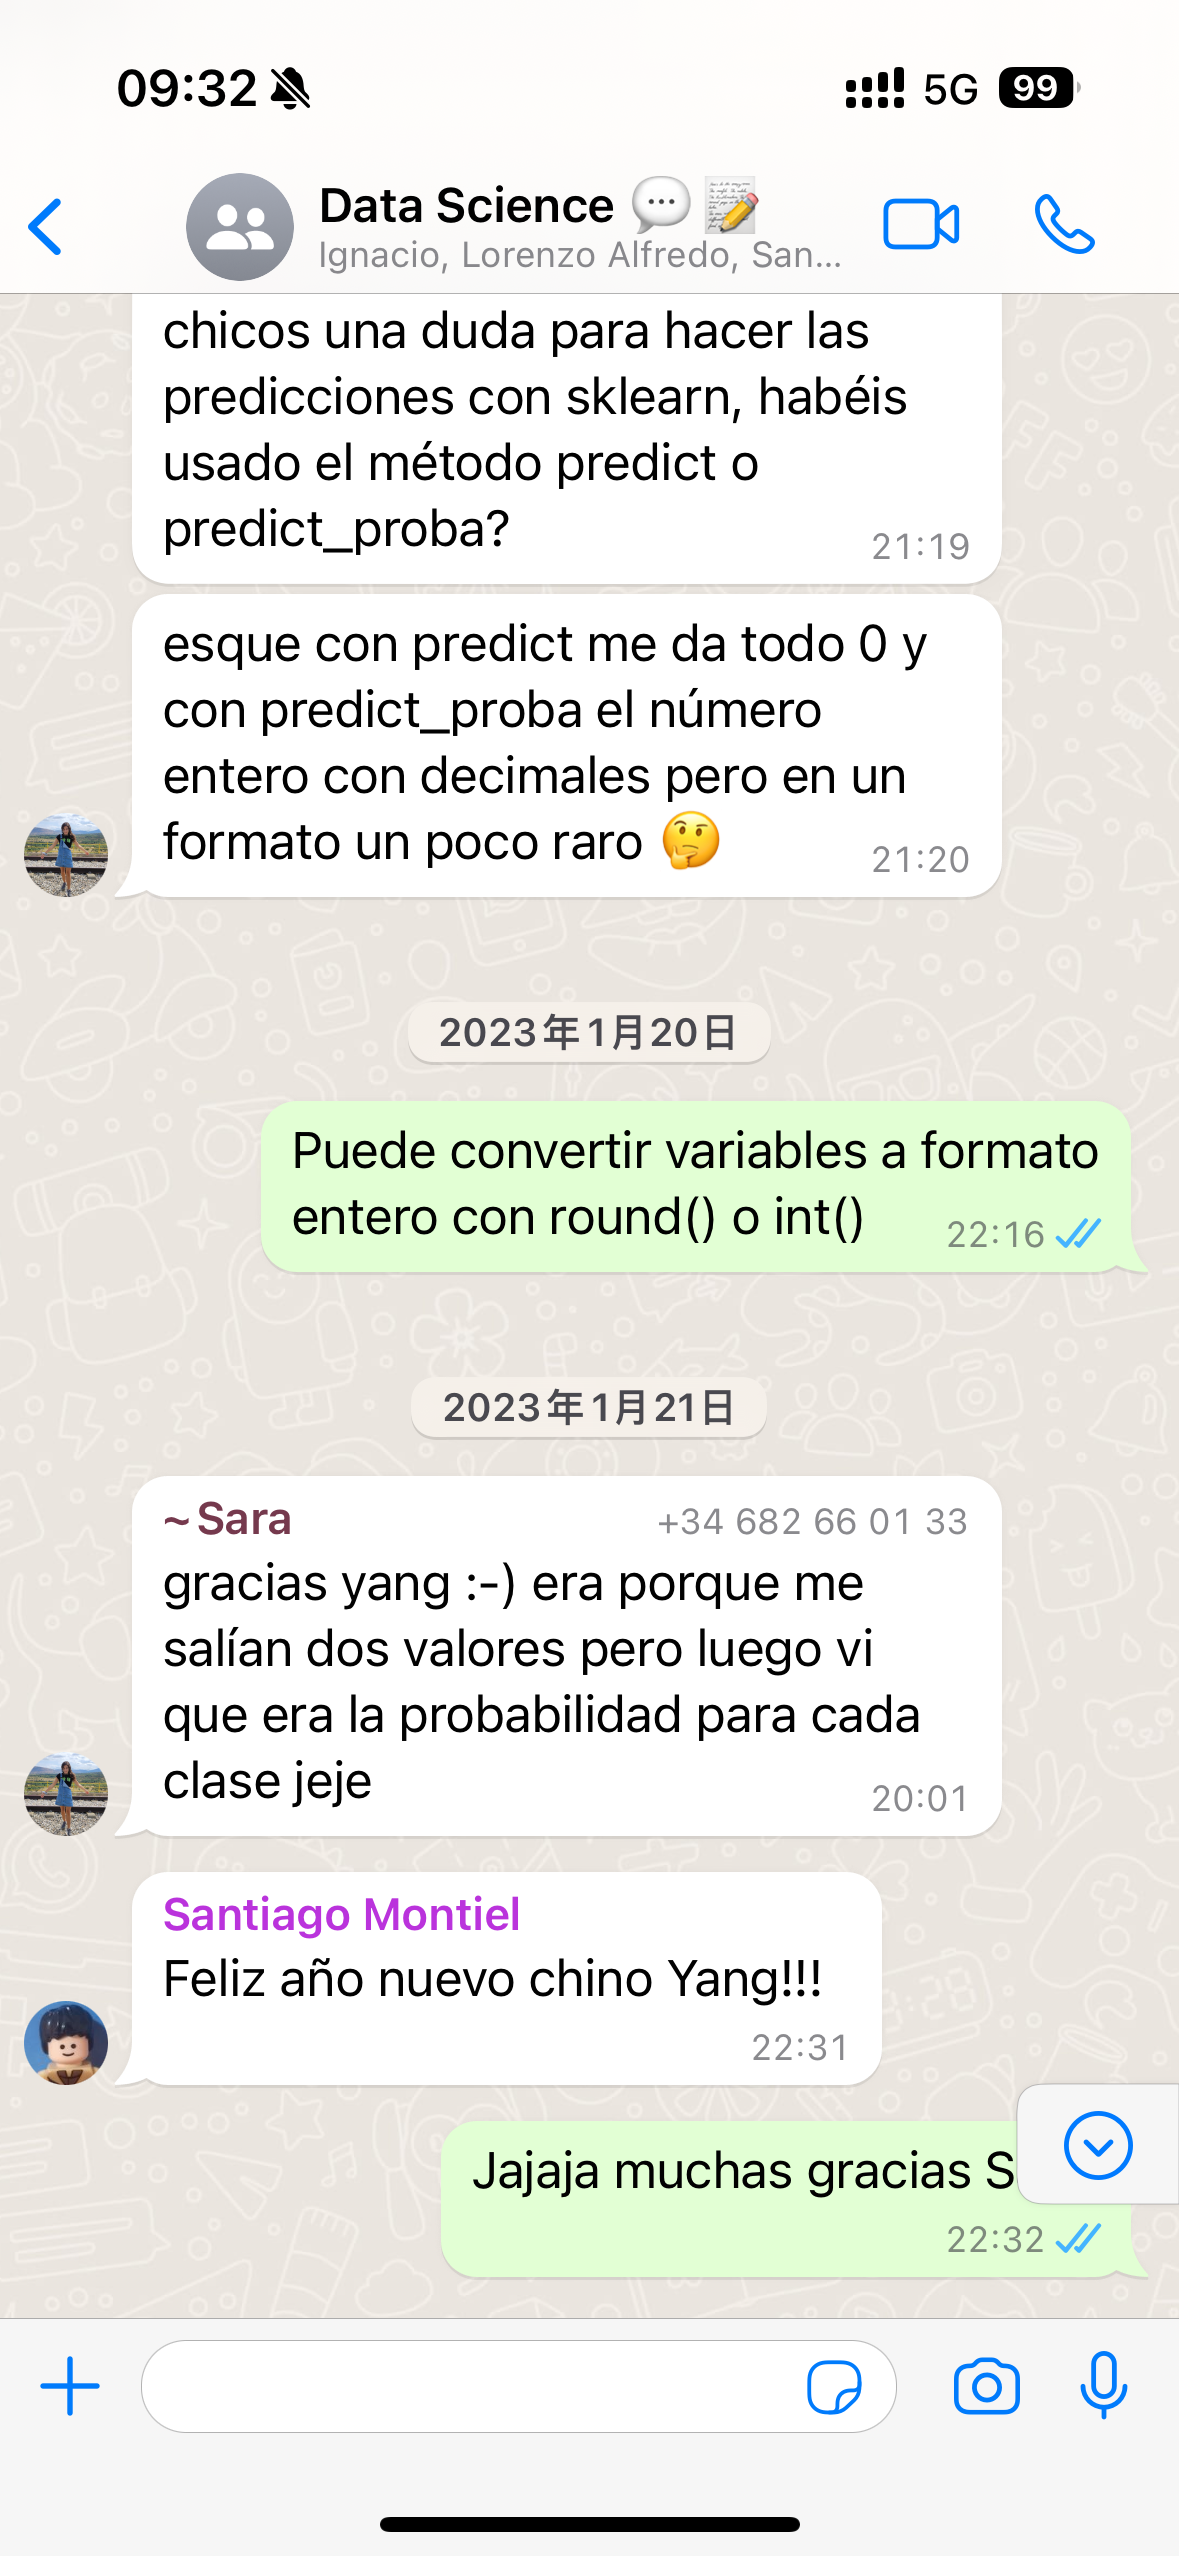 09:32
5G 99
Data Science 💬📝
Ignacio, Lorenzo Alfredo, San...
chicos una duda para hacer las
predicciones con sklearn, habéis
usado el método predict o
predict_proba?
21:19
esque con predict me da todo 0 y
con predict_proba el número
entero con decimales pero en un
formato un poco raro 🤔
21:20
2023年1月20日
Puede convertir variables a formato
entero con round() o int()
22:16
2023年1月21日
~Sara +34 682 66 01 33
gracias yang :-) era porque me
salían dos valores pero luego vi
que era la probabilidad para cada
clase jeje
20:01
Santiago Montiel
Feliz año nuevo chino Yang!!!
22:31
Jajaja muchas gracias S
22:32